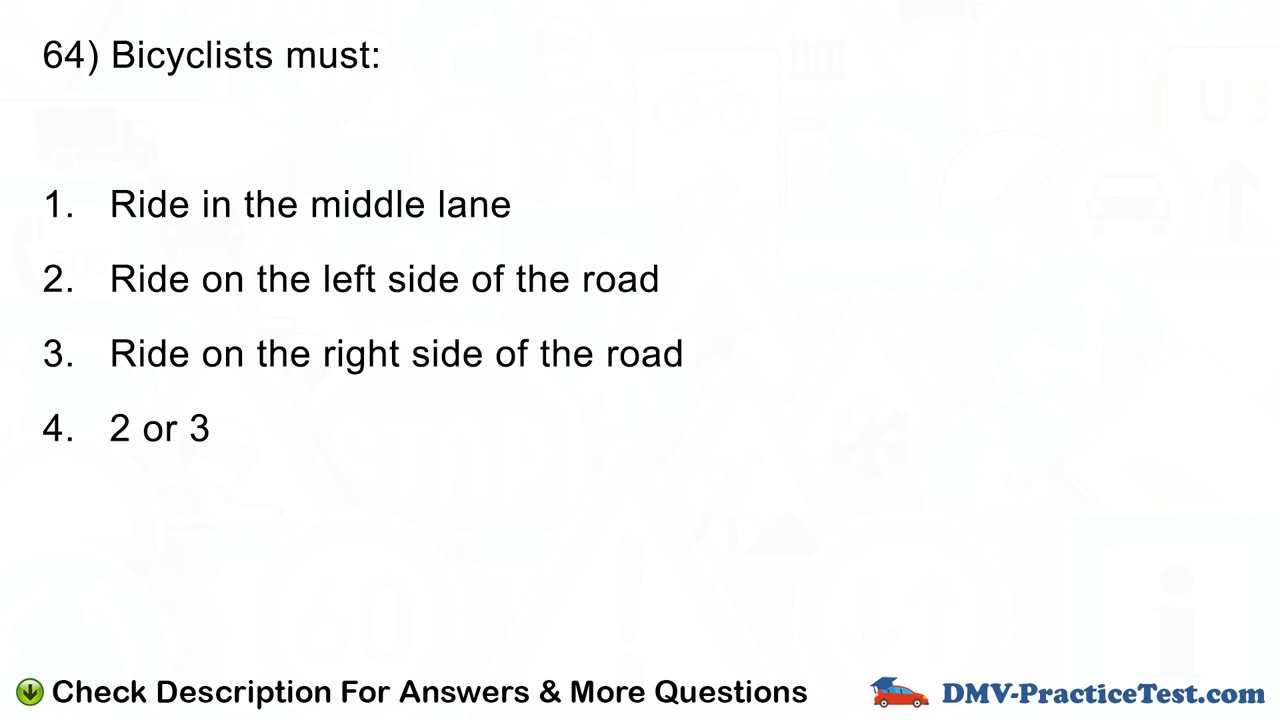 64) Bicyclists must:
1. Ride in the middle lane
2. Ride on the left side of the road
3. Ride on the right side of the road
4. 2 or 3
Check Description For Answers & More Questions
DMV-PracticeTest.com